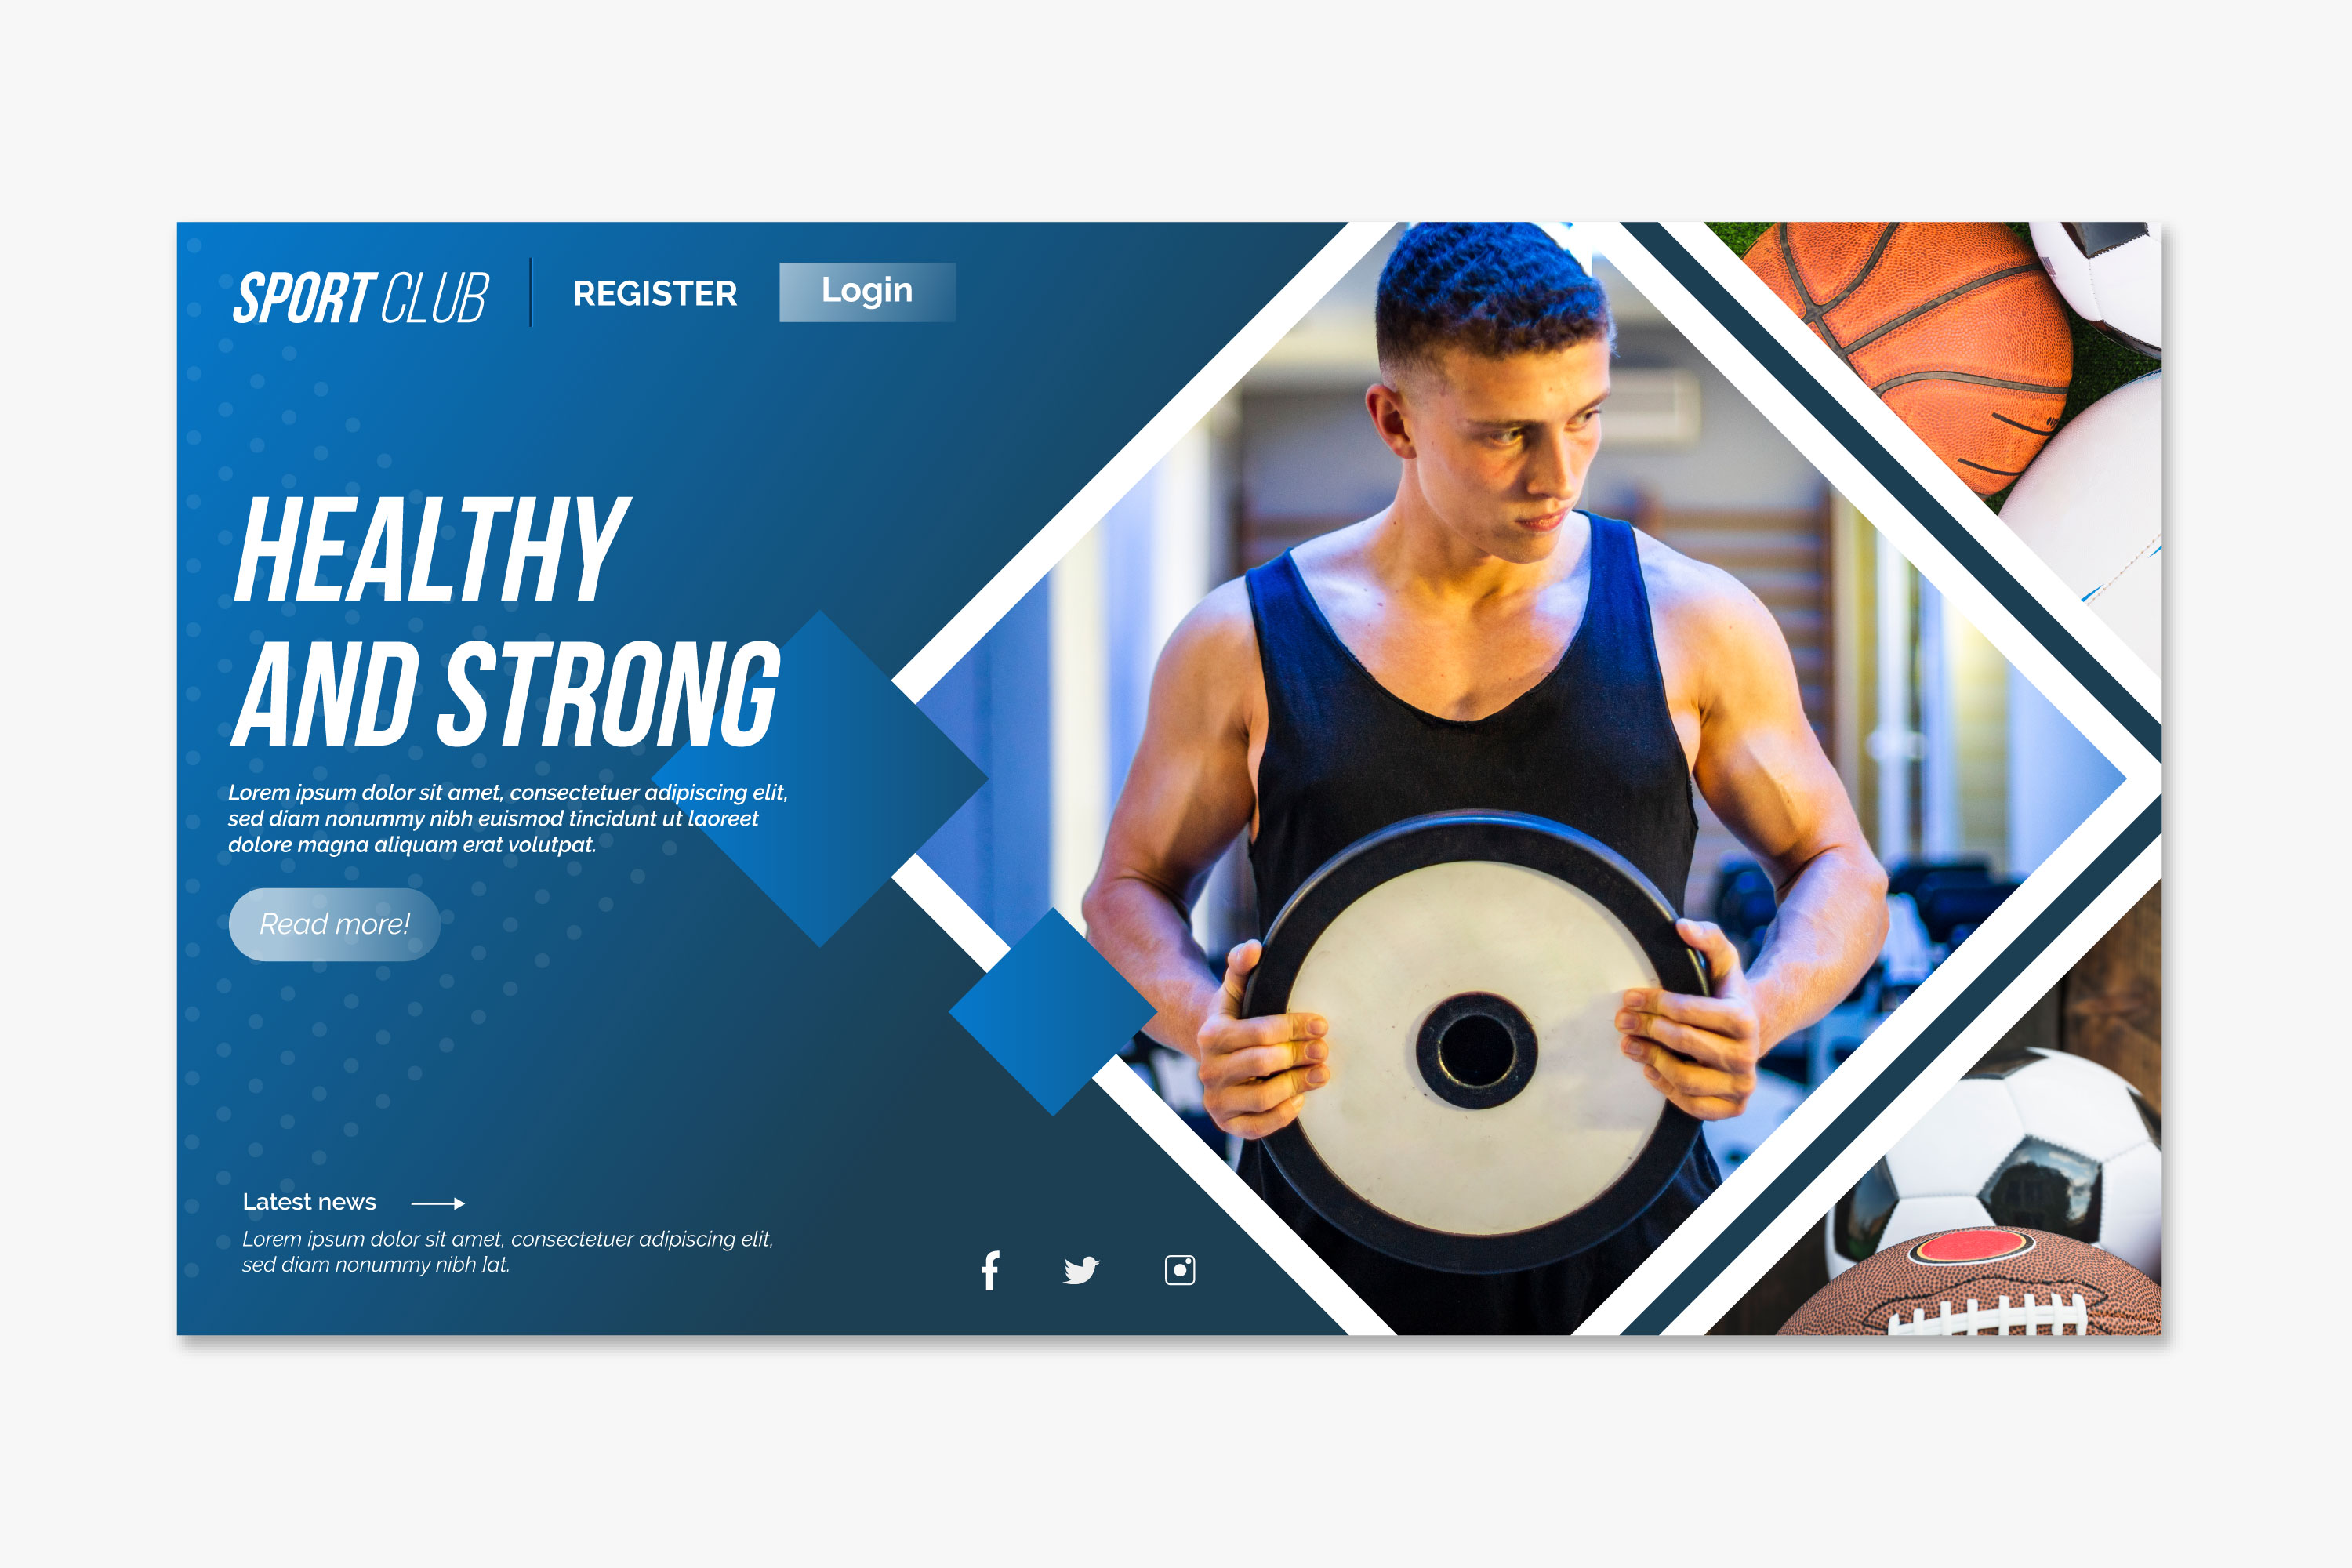 SPORT CLUB
REGISTER
Login
HEALTHY
AND STRONG
Lorem ipsum dolor sit amet, consectetuer adipiscing elit,
sed diam nonummy nibh euismod tincidunt ut laoreet
dolore magna aliquam erat volutpat.
Read more!
Latest news
Lorem ipsum dolor sit amet, consectetuer adipiscing elit,
sed diam nonummy nibh ]at.